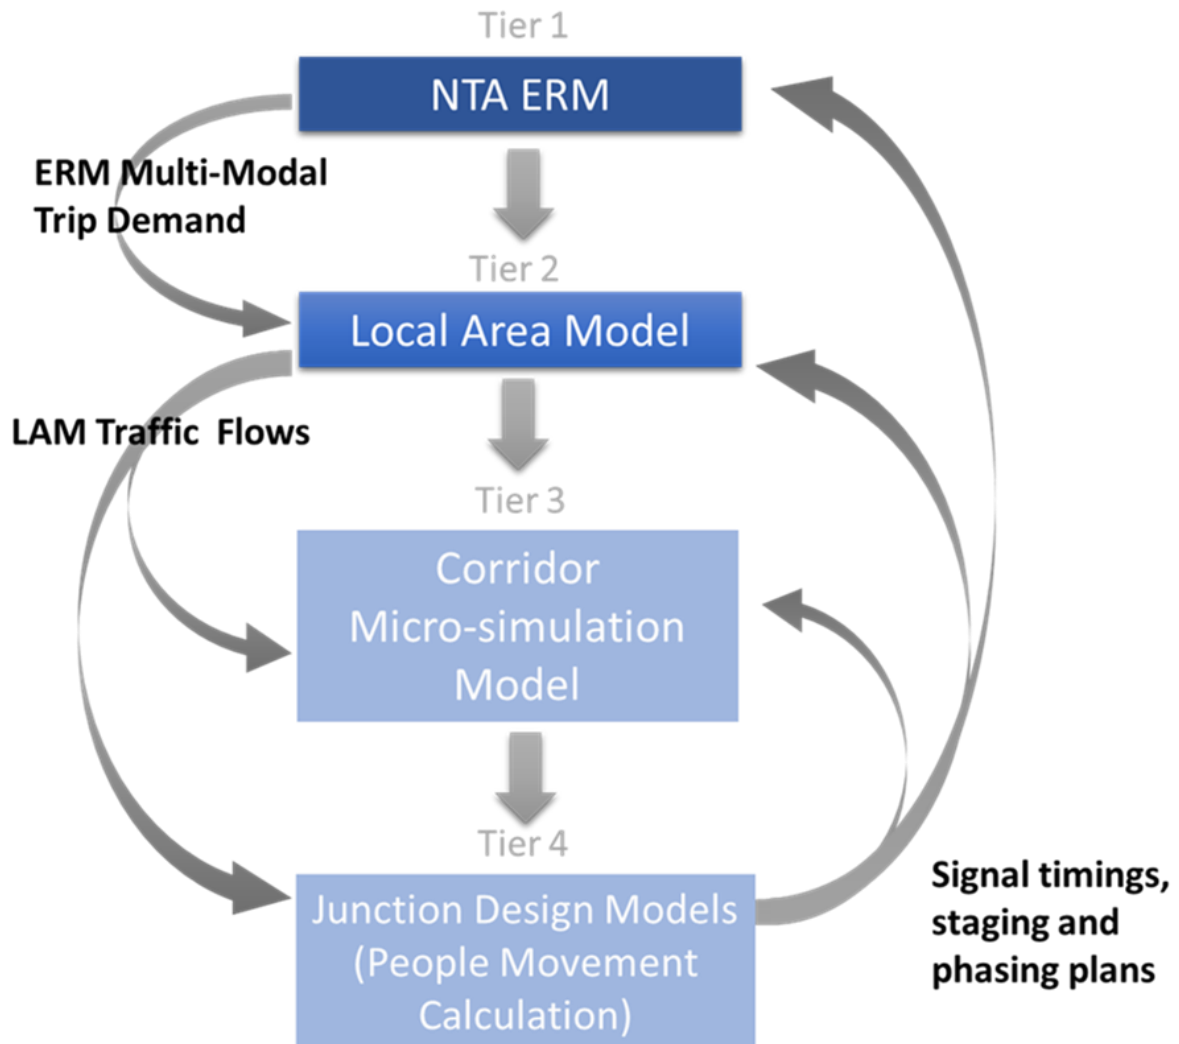 Tier 1
NTA ERM
ERM Multi-Modal
Trip Demand
Tier 2
Local Area Model
LAM Traffic Flows
Tier 3
Corridor
Micro-simulation
Model
Tier 4
Junction Design Models
(People Movement
Calculation)
Signal timings,
staging and
phasing plans